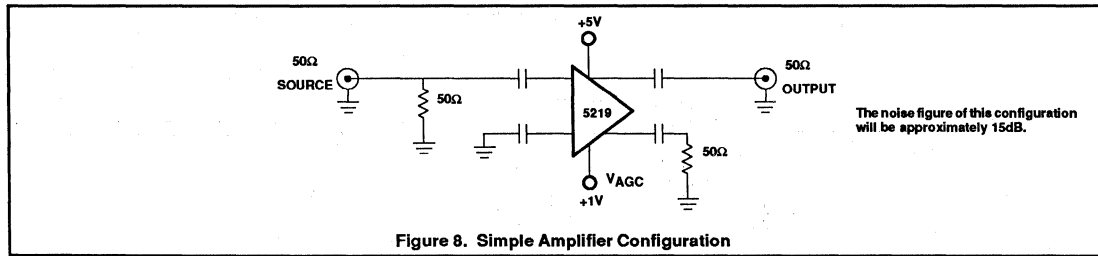 +5V
50Ω
SOURCE
50Ω
5219
50Ω
OUTPUT
50Ω
VAGC
+1V
The noise figure of this configuration
will be approximately 15dB.
Figure 8. Simple Amplifier Configuration